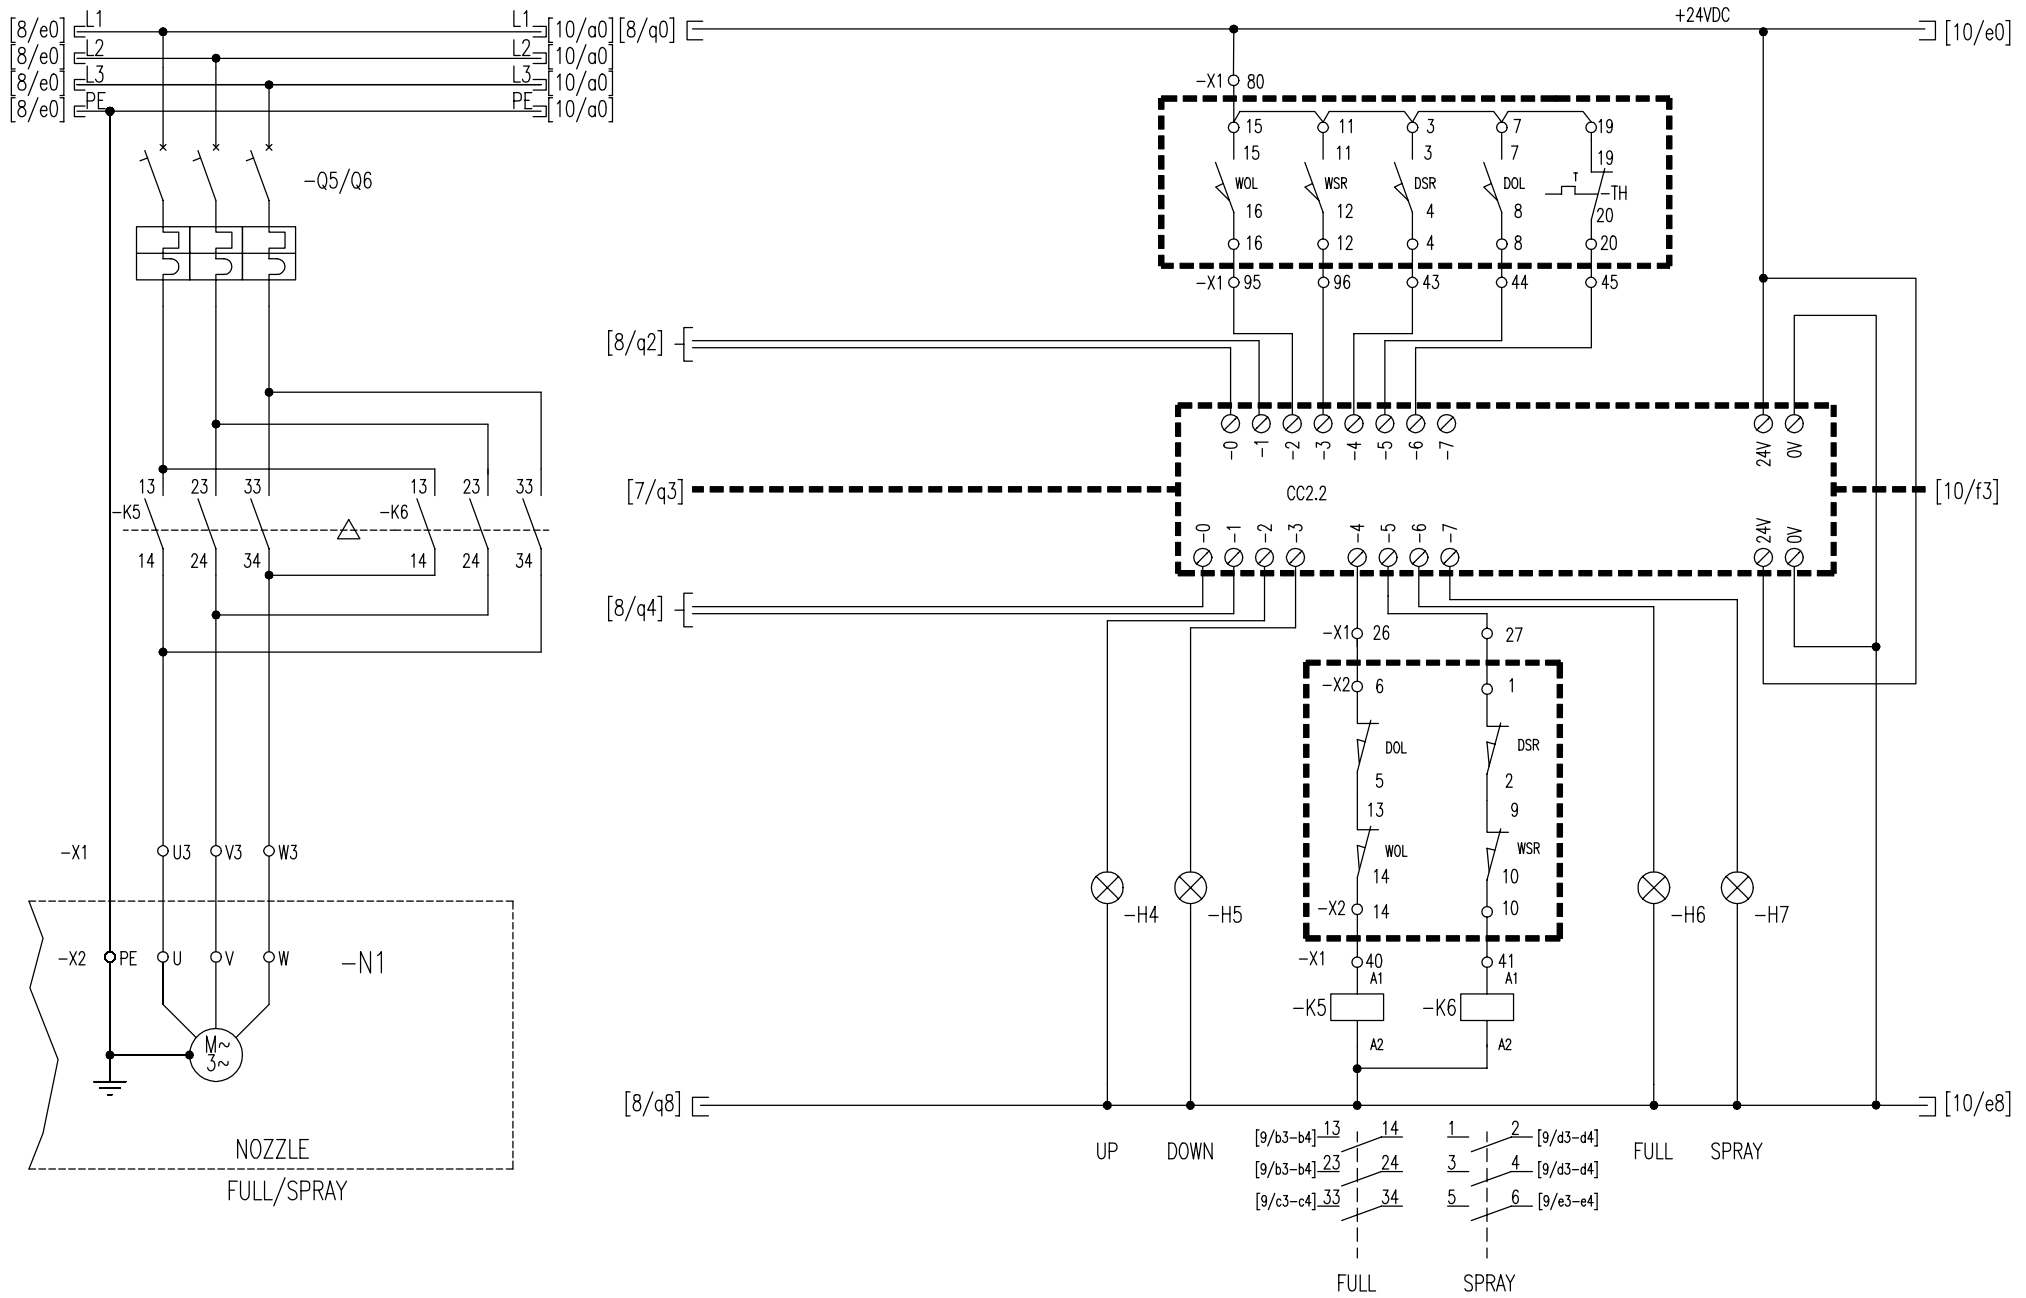 [8/e0] L1 L1 [10/a0] [8/q0] +24VDC [10/e0]
[8/e0] L2 L2 [10/a0]
[8/e0] L3 L3 [10/a0]
[8/e0] PE PE [10/a0]
-X1 80
15 11 3 7 19
15 11 3 7 19
-Q5/Q6
WOL WSR DSR DOL T -TH
16 12 4 8 20
16 12 4 8 20
-X1 95 96 43 44 45
[8/q2]
-0 -1 -2 -3 -4 -5 -6 -7 24V 0V
13 23 33 13 23 33
[7/q3] CC2.2 [10/f3]
-K5 -K6
-0 -1 -2 -3 -4 -5 -6 -7 24V 0V
14 24 34 14 24 34
[8/q4]
-X1 26 27
-X2 6 1
DOL DSR
5 2
13 9
-X1 U3 V3 W3
WOL WSR
14 10
-X2 14 10
-H4 -H5 -H6 -H7
-X2 PE U V W -N1
-X1 40 41
A1 A1
-K5 -K6
M~
3~
A2 A2
[8/q8] [10/e8]
NOZZLE
FULL/SPRAY
UP DOWN FULL SPRAY
[9/b3-b4] 13 14 1 2 [9/d3-d4]
[9/b3-b4] 23 24 3 4 [9/d3-d4]
[9/c3-c4] 33 34 5 6 [9/e3-e4]
FULL SPRAY